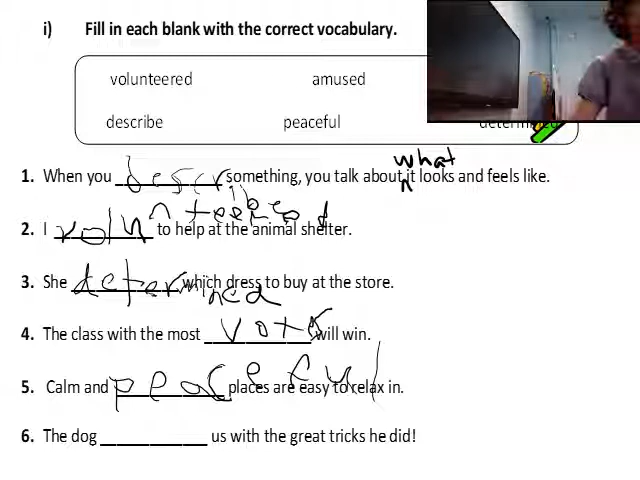 i) Fill in each blank with the correct vocabulary.
volunteered amused
describe peaceful determined
what
1. When you describe something, you talk about it looks and feels like.
2. I volunteered to help at the animal shelter.
3. She determined which dress to buy at the store.
4. The class with the most votes will win.
5. Calm and peaceful places are easy to relax in.
6. The dog ____________ us with the great tricks he did!